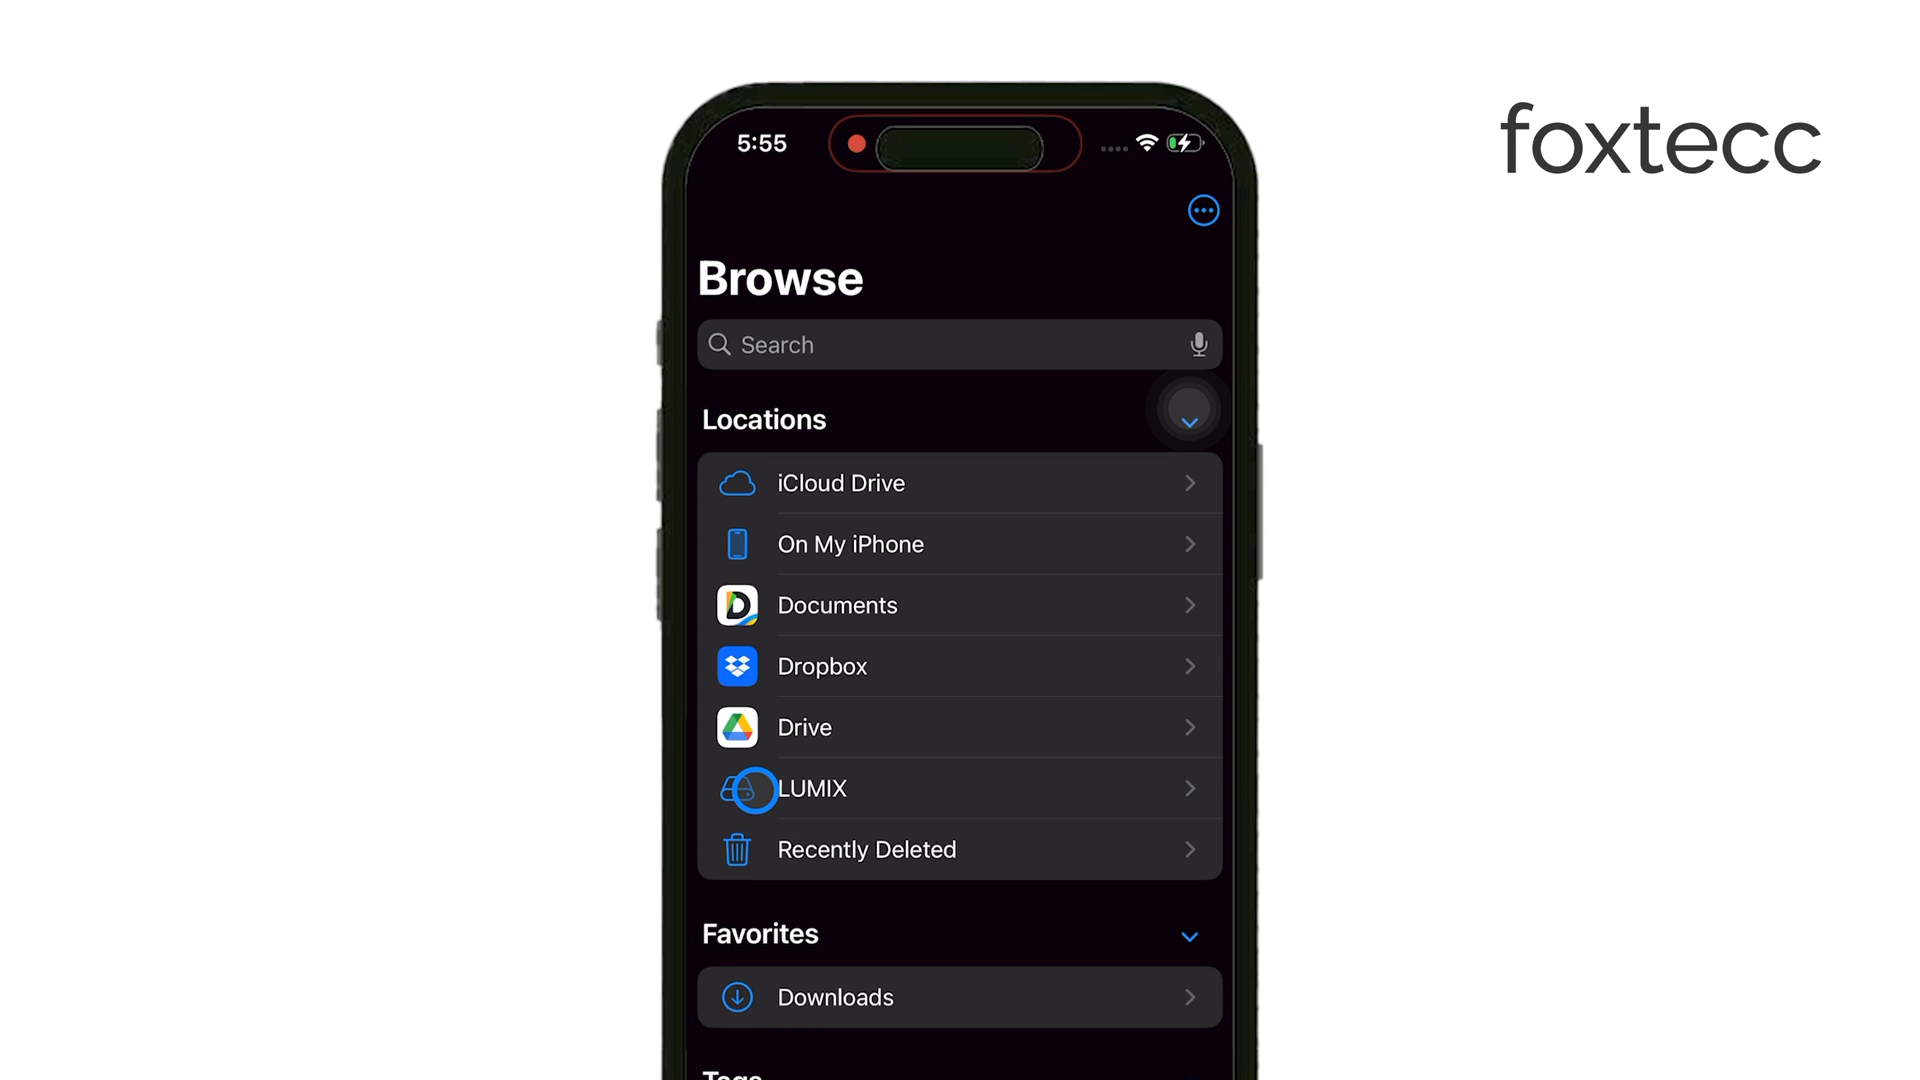 foxtecc
5:55
Browse
Search
Locations
iCloud Drive
On My iPhone
Documents
Dropbox
Drive
LUMIX
Recently Deleted
Favorites
Downloads
Tags